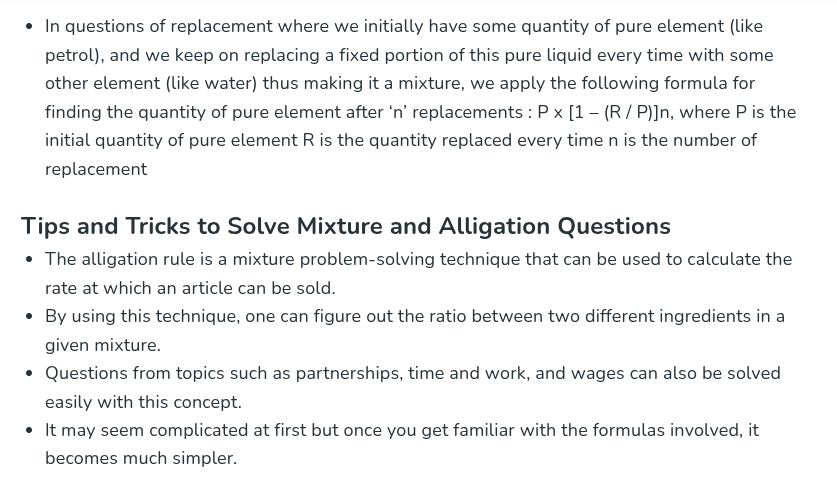 • In questions of replacement where we initially have some quantity of pure element (like
petrol), and we keep on replacing a fixed portion of this pure liquid every time with some
other element (like water) thus making it a mixture, we apply the following formula for
finding the quantity of pure element after ‘n’ replacements : P x [1 – (R / P)]n, where P is the
initial quantity of pure element R is the quantity replaced every time n is the number of
replacement
Tips and Tricks to Solve Mixture and Alligation Questions
• The alligation rule is a mixture problem-solving technique that can be used to calculate the
rate at which an article can be sold.
• By using this technique, one can figure out the ratio between two different ingredients in a
given mixture.
• Questions from topics such as partnerships, time and work, and wages can also be solved
easily with this concept.
• It may seem complicated at first but once you get familiar with the formulas involved, it
becomes much simpler.